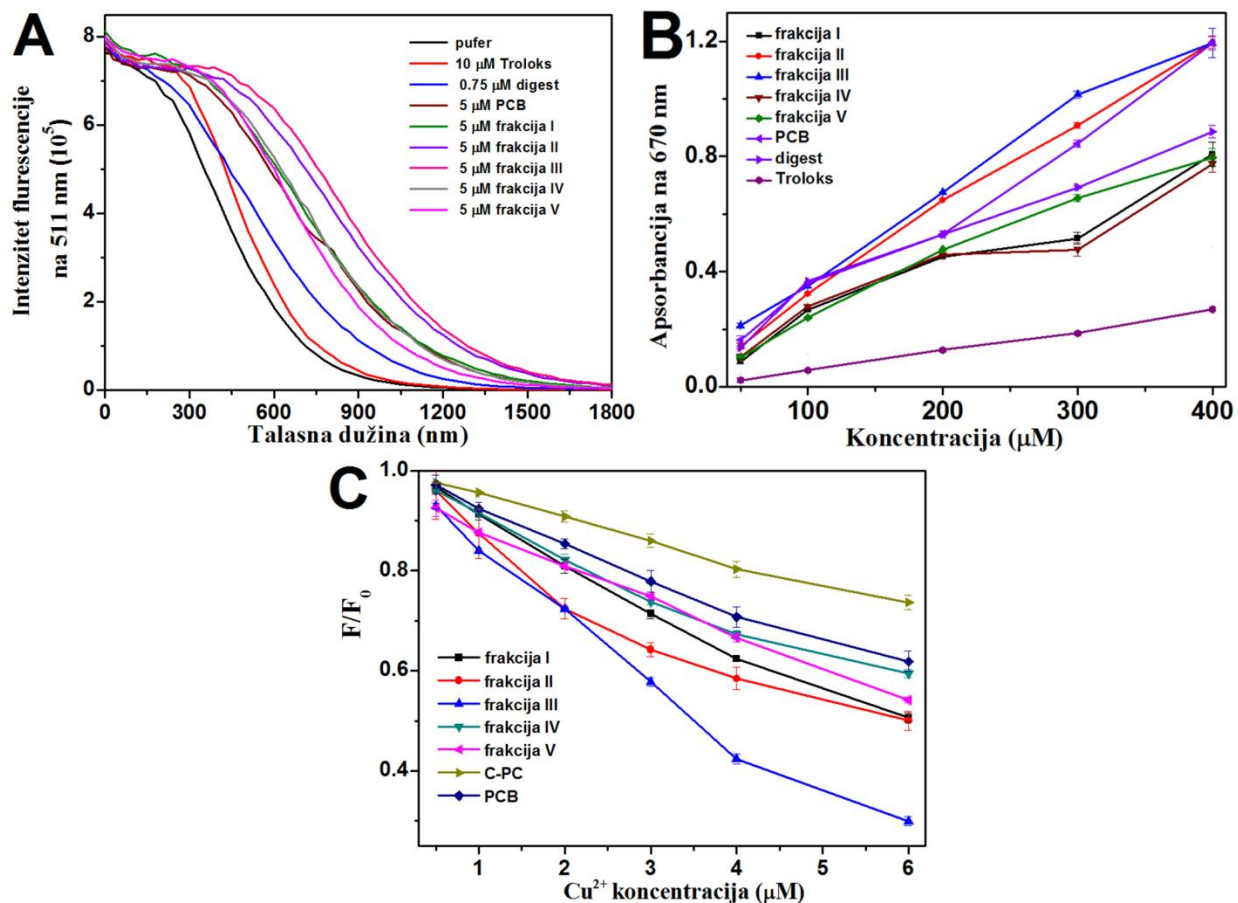 A
Intenzitet flurescencije
na 511 nm (10⁵)
8
6
4
2
0
0 300 600 900 1200 1500 1800
Talasna dužina (nm)
pufer
10 μM Troloks
0.75 μM digest
5 μM PCB
5 μM frakcija I
5 μM frakcija II
5 μM frakcija III
5 μM frakcija IV
5 μM frakcija V
B
Apsorbancija na 670 nm
1.2
0.8
0.4
0.0
100 200 300 400
Koncentracija (μM)
frakcija I
frakcija II
frakcija III
frakcija IV
frakcija V
PCB
digest
Troloks
C
F/F₀
1.0
0.8
0.6
0.4
1 2 3 4 5 6
Cu²⁺ koncentracija (μM)
frakcija I
frakcija II
frakcija III
frakcija IV
frakcija V
C-PC
PCB